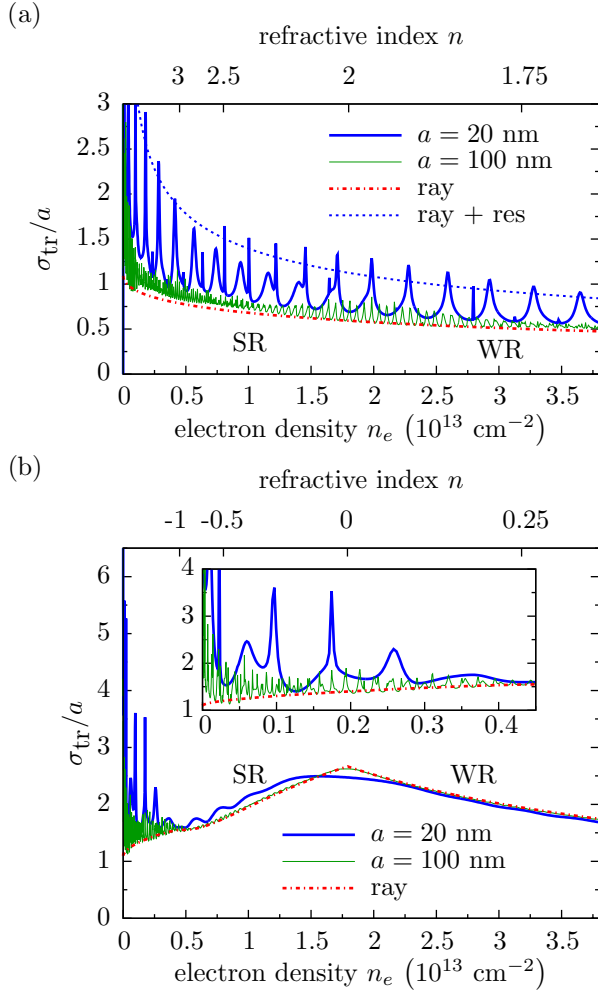 (a)
refractive index n
3 2.5 2 1.75
3
2.5
2
1.5
1
0.5
0
σtr/a
a = 20 nm
a = 100 nm
ray
ray + res
SR
WR
0 0.5 1 1.5 2 2.5 3 3.5
electron density nₑ (10¹³ cm⁻²)
(b)
refractive index n
-1 -0.5 0 0.25
6
5
4
3
2
1
0
σtr/a
4
3
2
1
0 0.1 0.2 0.3 0.4
SR
WR
a = 20 nm
a = 100 nm
ray
0 0.5 1 1.5 2 2.5 3 3.5
electron density nₑ (10¹³ cm⁻²)